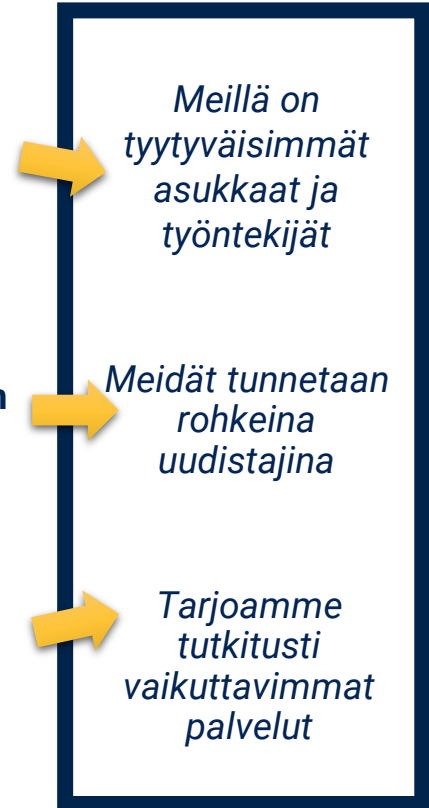 Meillä on
tyytyväisimmät
asukkaat ja
työntekijät
n
Meidät tunnetaan
rohkeina
uudistajina
Tarjoamme
tutkitusti
vaikuttavimmat
palvelut